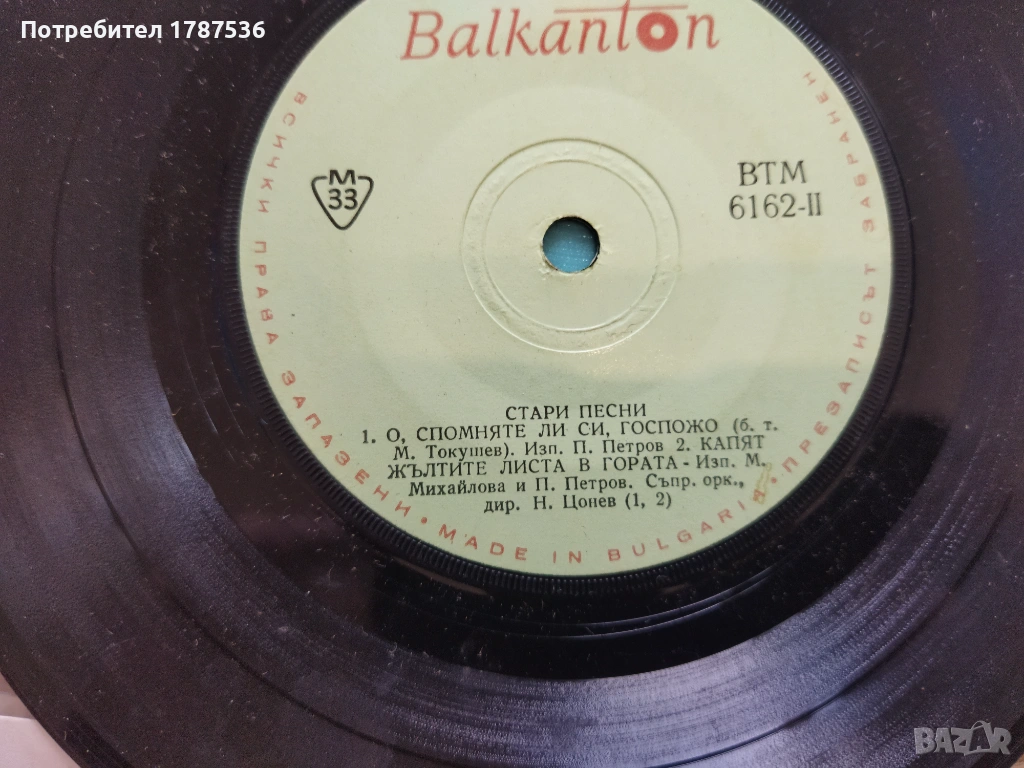 Потребител 1787536
Balkanton
M
33
ВТМ
6162-II
СТАРИ ПЕСНИ
1. О, СПОМНЯТЕ ЛИ СИ, ГОСПОЖО (б. т.
М. Токушев). Изп. П. Петров 2. КАПЯТ
ЖЪЛТИТЕ ЛИСТА В ГОРАТА - Изп. М.
Михайлова и П. Петров. Съпр. орк.,
дир. Н. Цонев (1, 2)
ВСИЧКИ ПРАВА ЗАПАЗЕНИ • MADE IN BULGARIA • ПРЕЗАПИСЪТ ЗАБРАНЕН
BAZAR